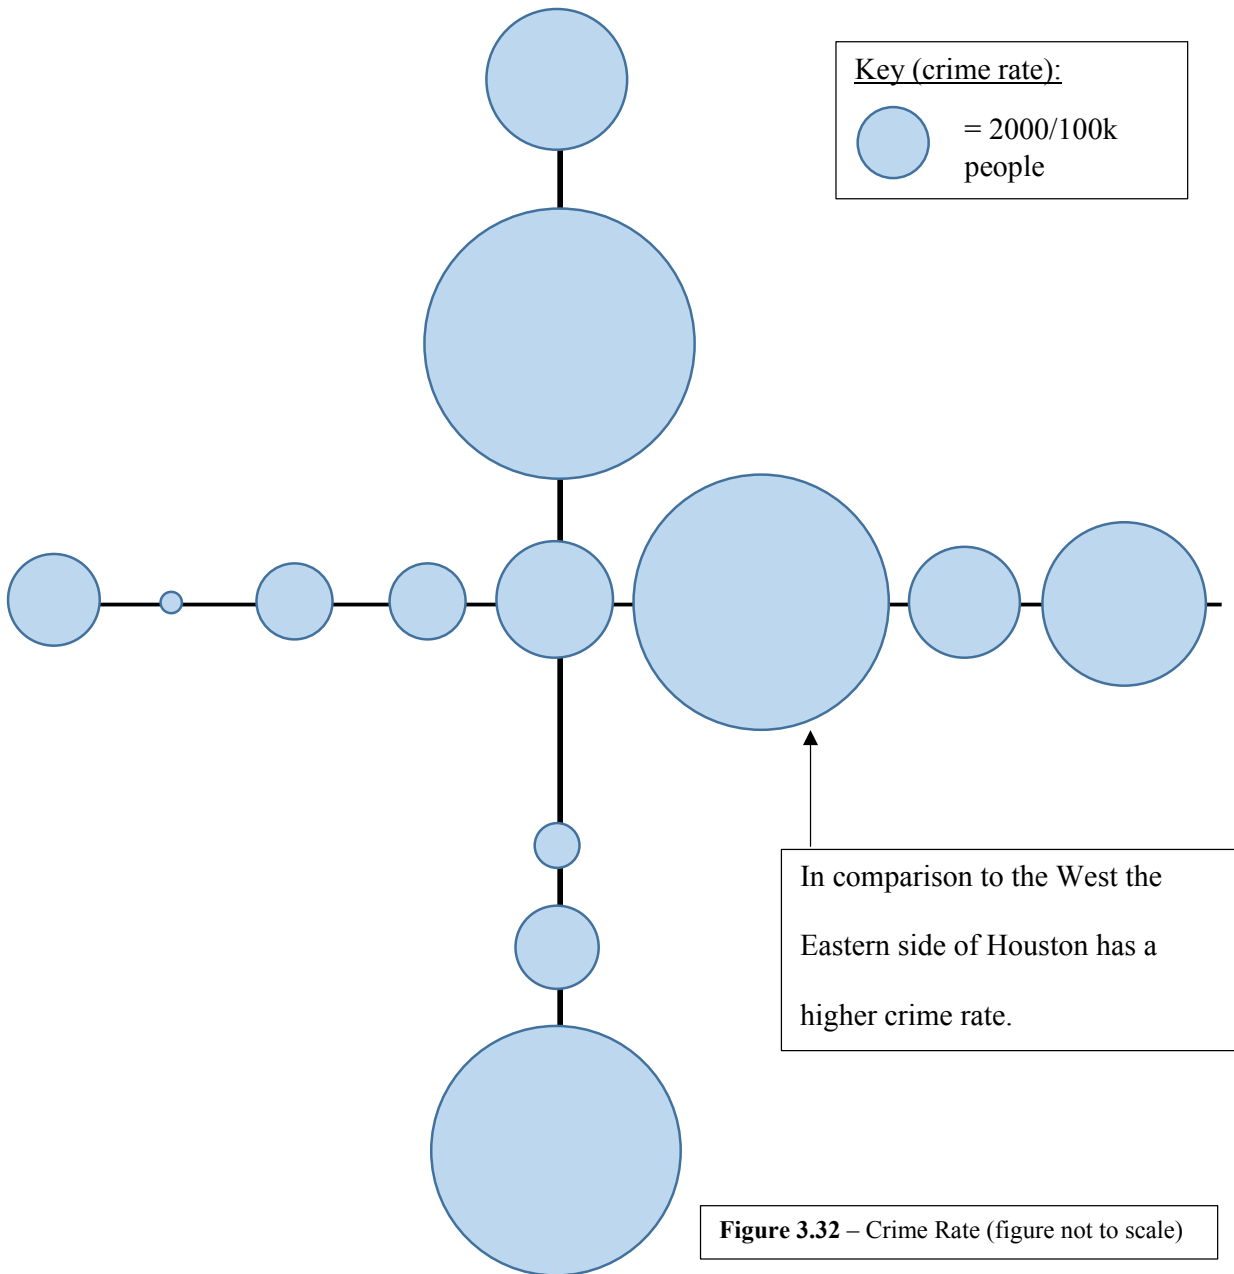 Key (crime rate):
= 2000/100k
people
In comparison to the West the
Eastern side of Houston has a
higher crime rate.
Figure 3.32 – Crime Rate (figure not to scale)